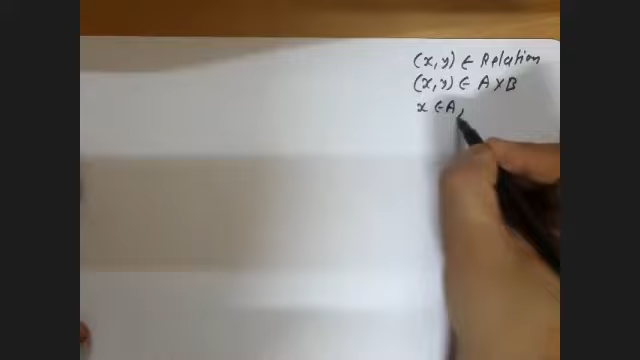 (x, y) ∈ Relation
(x, y) ∈ A × B
x ∈ A,